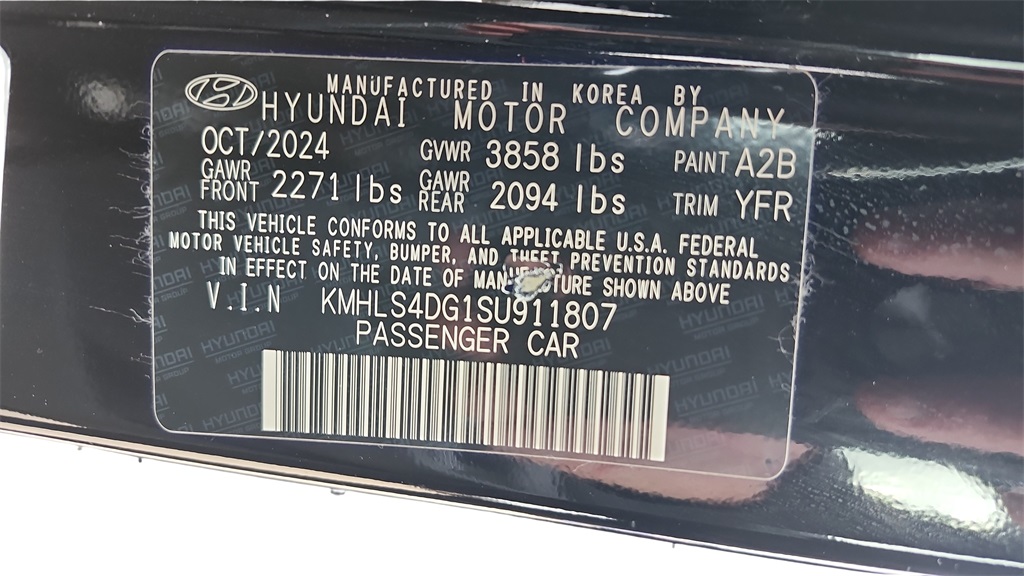 MANUFACTURED IN KOREA BY
HYUNDAI MOTOR COMPANY
OCT/2024 GVWR 3858 lbs PAINT A2B
GAWR FRONT 2271 lbs GAWR REAR 2094 lbs TRIM YFR
THIS VEHICLE CONFORMS TO ALL APPLICABLE U.S.A. FEDERAL
MOTOR VEHICLE SAFETY, BUMPER, AND THEFT PREVENTION STANDARDS
IN EFFECT ON THE DATE OF MANUFACTURE SHOWN ABOVE
V.I.N KMHLS4DG1SU911807
PASSENGER CAR